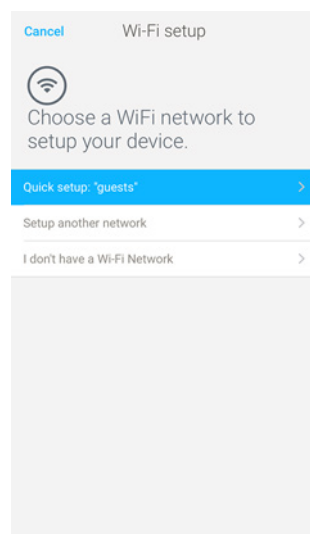 Cancel Wi-Fi setup
Choose a WiFi network to
setup your device.
Quick setup: "guests"
Setup another network
I don't have a Wi-Fi Network